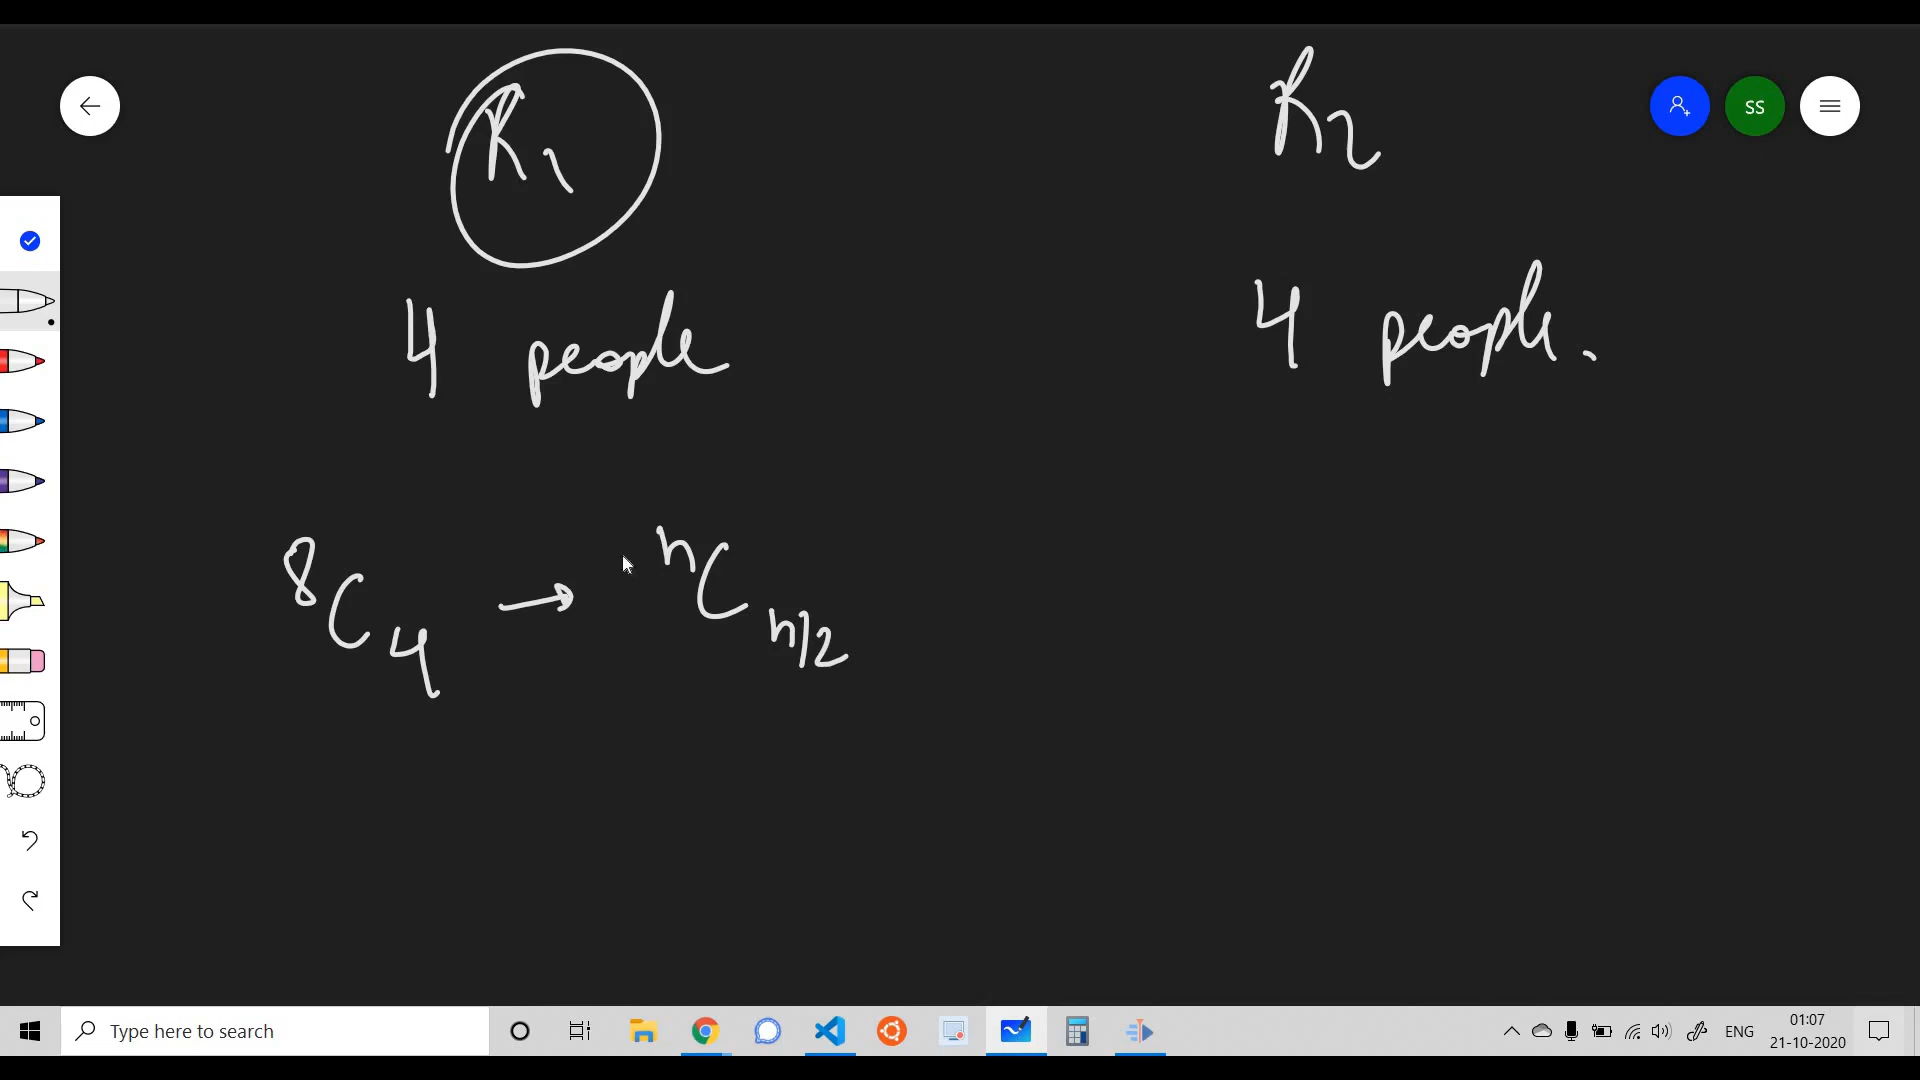 R1 R2
SS
4 people 4 people.
8C4 → nCn/2
Type here to search
ENG
01:07
21-10-2020